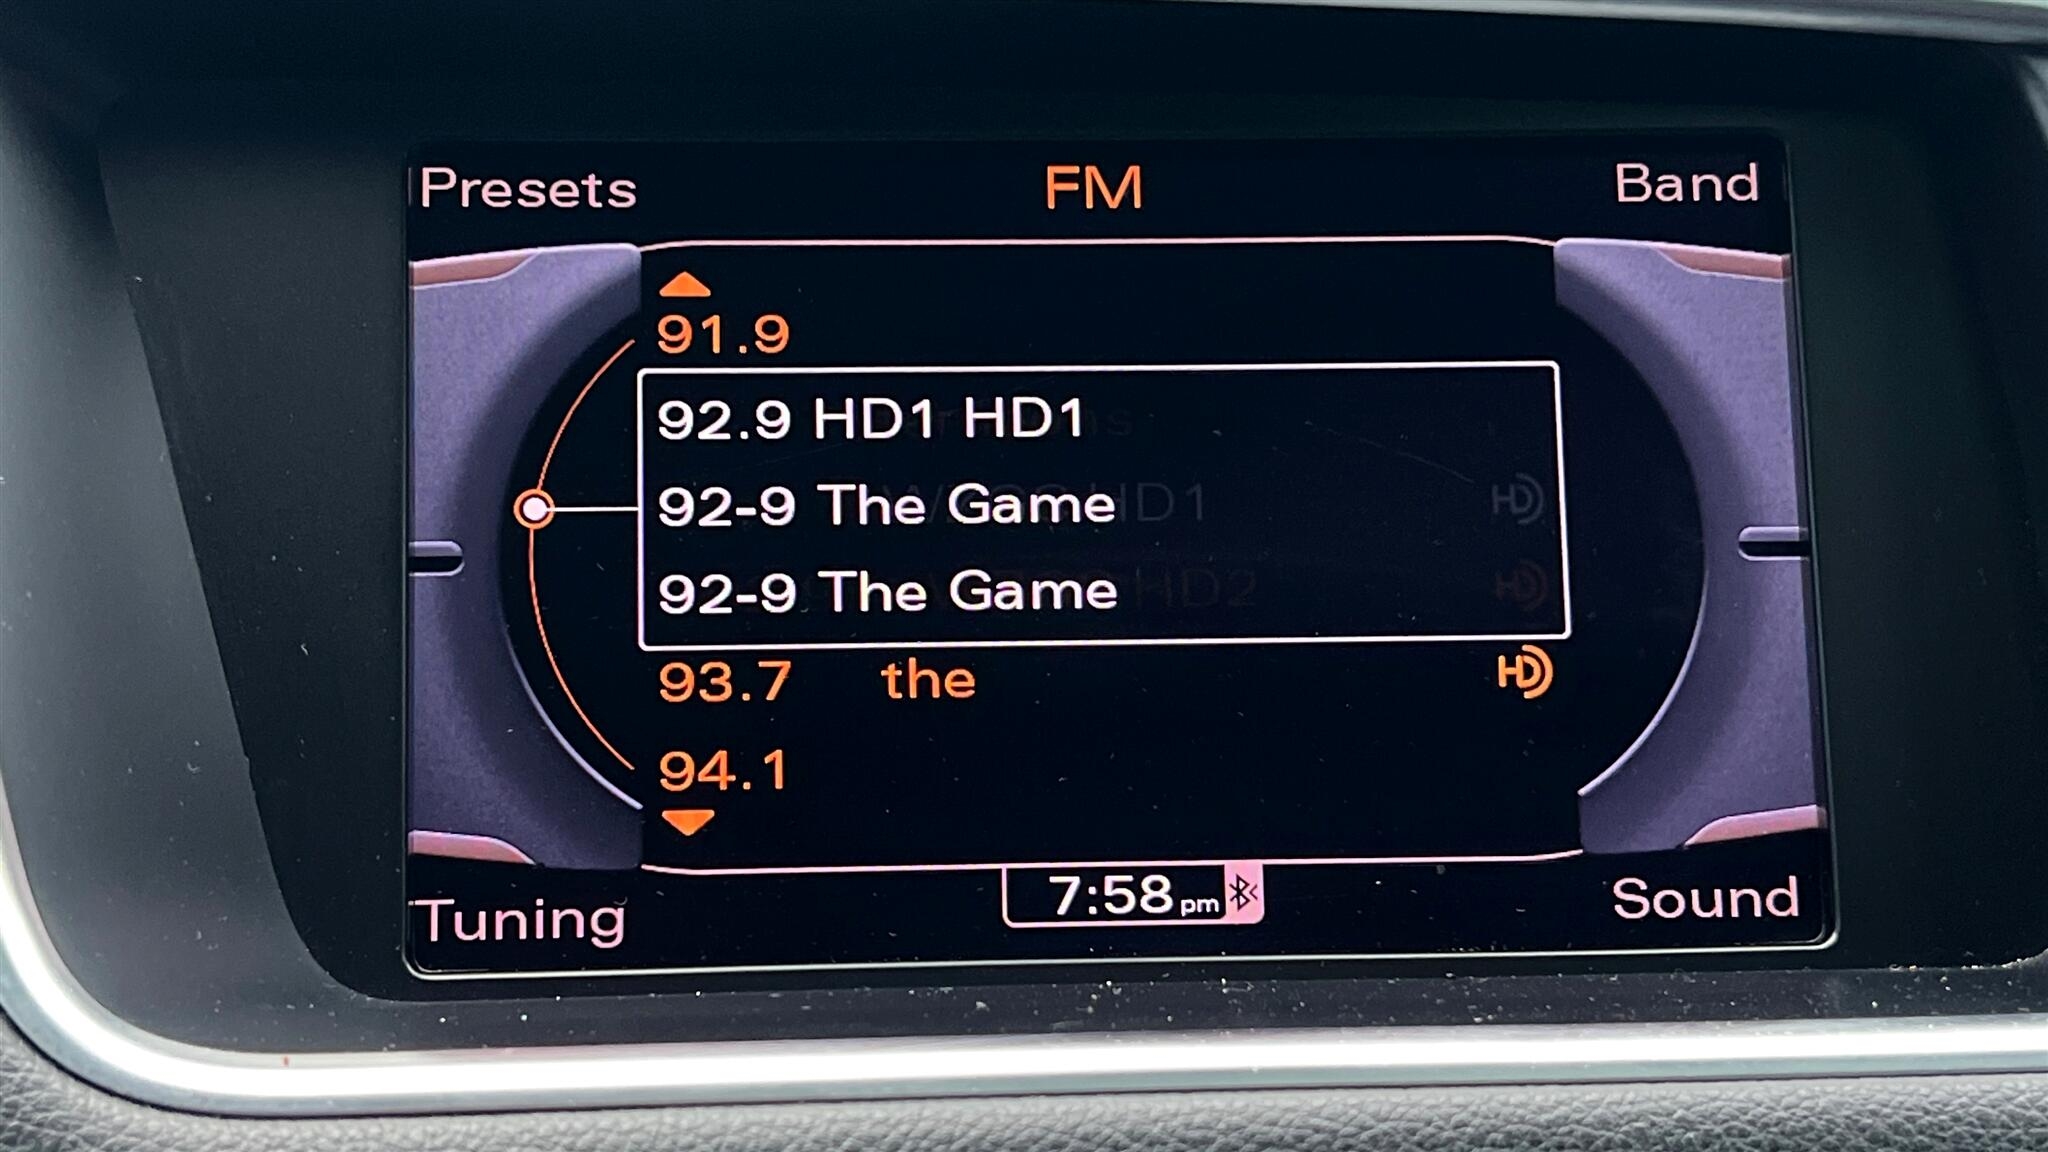 Presets FM Band
91.9
92.9 HD1 HD1
92-9 The Game
92-9 The Game
93.7 the HD
94.1
Tuning 7:58 pm Sound